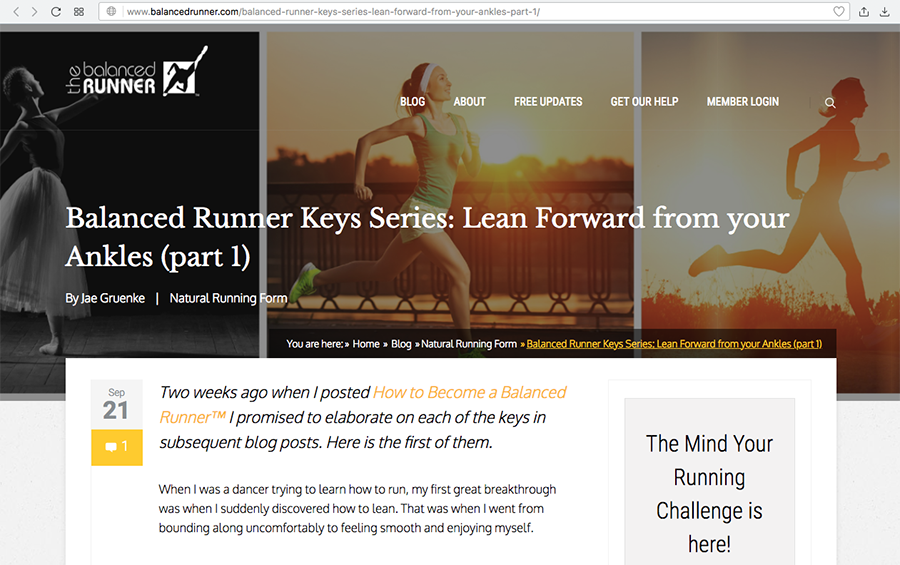 www.balancedrunner.com/balanced-runner-keys-series-lean-forward-from-your-ankles-part-1/
the balanced
RUNNER
BLOG ABOUT FREE UPDATES GET OUR HELP MEMBER LOGIN
Balanced Runner Keys Series: Lean Forward from your
Ankles (part 1)
By Jae Gruenke | Natural Running Form
You are here: » Home » Blog » Natural Running Form » Balanced Runner Keys Series: Lean Forward from your Ankles (part 1)
Sep
21
1
Two weeks ago when I posted How to Become a Balanced
Runner™ I promised to elaborate on each of the keys in
subsequent blog posts. Here is the first of them.
When I was a dancer trying to learn how to run, my first great breakthrough
was when I suddenly discovered how to lean. That was when I went from
bounding along uncomfortably to feeling smooth and enjoying myself.
The Mind Your
Running
Challenge is
here!